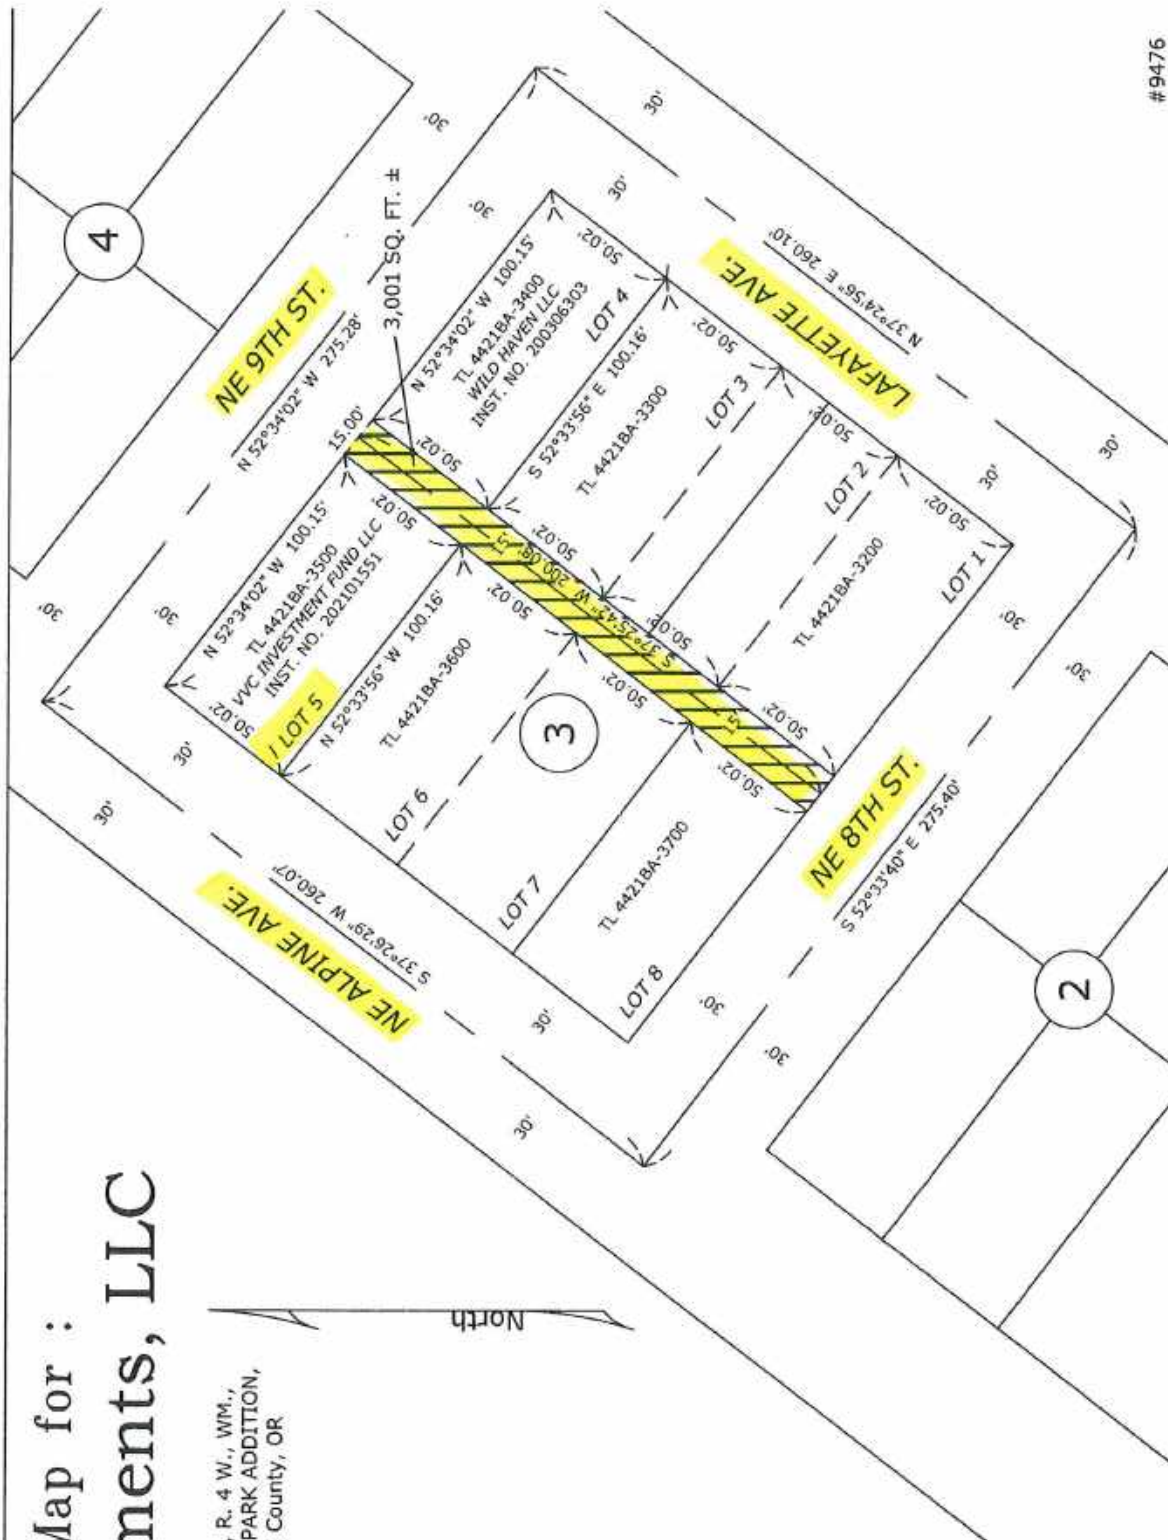 Map for :
ments, LLC
, R. 4 W., WM.,
PARK ADDITION,
County, OR
North
4
NE 9TH ST.
N 52°34'02" W 275.28'
30'
30'
30'
30'
15.00'
3,001 SQ. FT. ±
N 52°34'02" W 100.15'
TL 4421BA-3500
VVC INVESTMENT FUND LLC
INST. NO. 202101551
LOT 5
50.02'
50.02'
N 52°33'56" W 100.16'
TL 4421BA-3600
LOT 6
50.02'
LOT 7
50.02'
TL 4421BA-3700
LOT 8
50.02'
3
N 52°34'02" W 100.15'
TL 4421BA-3400
WILD HAVEN LLC
INST. NO. 200306303
LOT 4
50.02'
50.02'
S 52°33'56" E 100.16'
TL 4421BA-3300
LOT 3
50.02'
50.02'
LOT 2
50.02'
50.02'
TL 4421BA-3200
LOT 1
50.02'
50.02'
15'
S 37°25'43" W 200.08'
15'
NE ALPINE AVE.
S 37°26'29" W 260.07'
30'
30'
30'
30'
LAFAYETTE AVE.
N 37°24'56" E 260.10'
30'
30'
30'
30'
NE 8TH ST.
S 52°33'40" E 275.40'
30'
30'
30'
30'
2
#9476